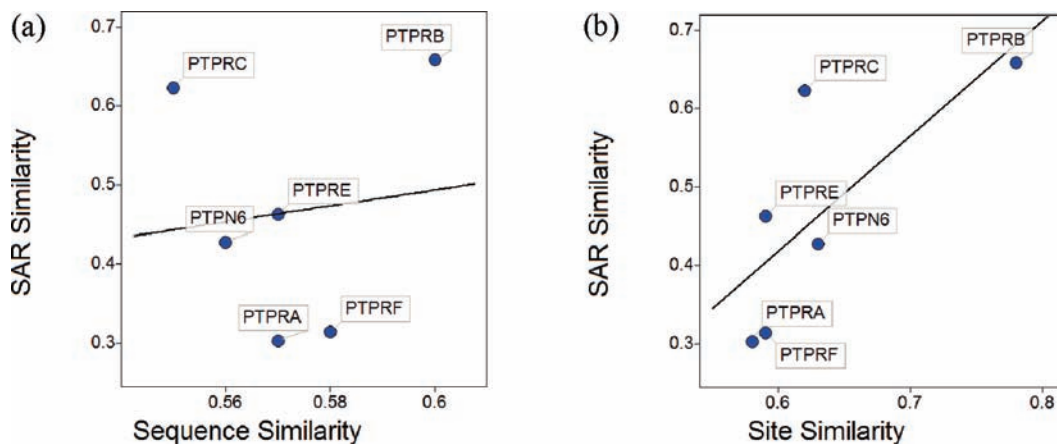 (a)
SAR Similarity
0.7
0.6
0.5
0.4
0.3
PTPRC
PTPRB
PTPRE
PTPN6
PTPRA
PTPRF
0.56
0.58
0.6
Sequence Similarity
(b)
SAR Similarity
0.7
0.6
0.5
0.4
0.3
PTPRB
PTPRC
PTPRE
PTPN6
PTPRA
PTPRF
0.6
0.7
0.8
Site Similarity